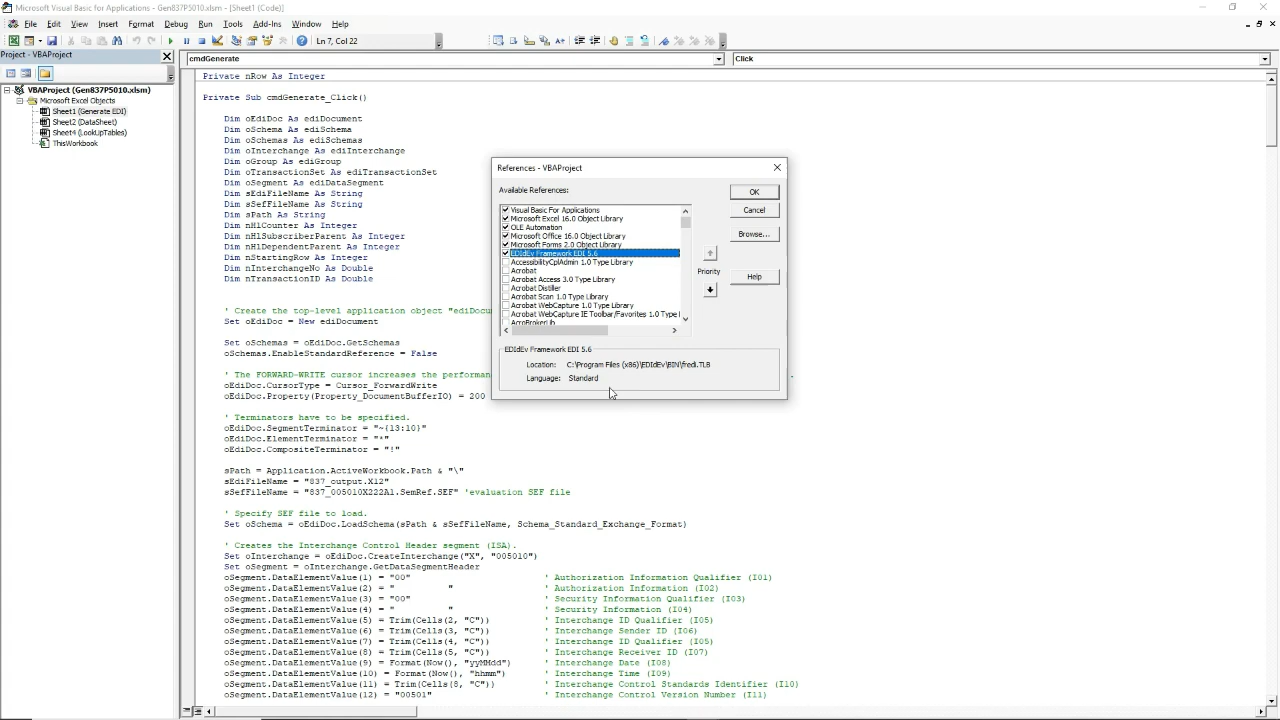 Microsoft Visual Basic for Applications - Gen837P5010.xlsm - [Sheet1 (Code)]
File Edit View Insert Format Debug Run Tools Add-Ins Window Help
Ln 7, Col 22
Project - VBAProject
cmdGenerate Click
VBAProject (Gen837P5010.xlsm)
Microsoft Excel Objects
Sheet1 (Generate EDI)
Sheet2 (DataSheet)
Sheet4 (LookUpTables)
ThisWorkbook
Private nRow As Integer
Private Sub cmdGenerate_Click()
Dim oEdiDoc As ediDocument
Dim oSchema As ediSchema
Dim oSchemas As ediSchemas
Dim oInterchange As ediInterchange
Dim oGroup As ediGroup
Dim oTransactionSet As ediTransactionSet
Dim oSegment As ediDataSegment
Dim sEdiFileName As String
Dim sSefFileName As String
Dim sPath As String
Dim nHlCounter As Integer
Dim nHlSubscriberParent As Integer
Dim nHlDependentParent As Integer
Dim nStartingRow As Integer
Dim nInterchangeNo As Double
Dim nTransactionID As Double
' Create the top-level application object "ediDocu
Set oEdiDoc = New ediDocument
Set oSchemas = oEdiDoc.GetSchemas
oSchemas.EnableStandardReference = False
' The FORWARD-WRITE cursor increases the performan
oEdiDoc.CursorType = Cursor_ForwardWrite
oEdiDoc.Property(Property_DocumentBufferIO) = 200
' Terminators have to be specified.
oEdiDoc.SegmentTerminator = "~{13:10}"
oEdiDoc.ElementTerminator = "*"
oEdiDoc.CompositeTerminator = "!"
sPath = Application.ActiveWorkbook.Path & "\"
sEdiFileName = "837_output.X12"
sSefFileName = "837_005010X222A1.SemRef.SEF" 'evaluation SEF file
' Specify SEF file to load.
Set oSchema = oEdiDoc.LoadSchema(sPath & sSefFileName, Schema_Standard_Exchange_Format)
' Creates the Interchange Control Header segment (ISA).
Set oInterchange = oEdiDoc.CreateInterchange("X", "005010")
Set oSegment = oInterchange.GetDataSegmentHeader
oSegment.DataElementValue(1) = "00" ' Authorization Information Qualifier (I01)
oSegment.DataElementValue(2) = "          " ' Authorization Information (I02)
oSegment.DataElementValue(3) = "00" ' Security Information Qualifier (I03)
oSegment.DataElementValue(4) = "          " ' Security Information (I04)
oSegment.DataElementValue(5) = Trim(Cells(2, "C")) ' Interchange ID Qualifier (I05)
oSegment.DataElementValue(6) = Trim(Cells(3, "C")) ' Interchange Sender ID (I06)
oSegment.DataElementValue(7) = Trim(Cells(4, "C")) ' Interchange ID Qualifier (I05)
oSegment.DataElementValue(8) = Trim(Cells(5, "C")) ' Interchange Receiver ID (I07)
oSegment.DataElementValue(9) = Format(Now(), "yyMMdd") ' Interchange Date (I08)
oSegment.DataElementValue(10) = Format(Now(), "hhmm") ' Interchange Time (I09)
oSegment.DataElementValue(11) = Trim(Cells(8, "C")) ' Interchange Control Standards Identifier (I10)
oSegment.DataElementValue(12) = "00501" ' Interchange Control Version Number (I11)
References - VBAProject
Available References:
Visual Basic For Applications
Microsoft Excel 16.0 Object Library
OLE Automation
Microsoft Office 16.0 Object Library
Microsoft Forms 2.0 Object Library
EDIdEv Framework EDI 5.6
AccessibilityCplAdmin 1.0 Type Library
Acrobat
Acrobat Access 3.0 Type Library
Acrobat Distiller
Acrobat Scan 1.0 Type Library
Acrobat WebCapture 1.0 Type Library
Acrobat WebCapture IE Toolbar/Favorites 1.0 Type l
AcroBrokerLib
OK
Cancel
Browse...
Priority
Help
EDIdEv Framework EDI 5.6
Location: C:\Program Files (x86)\EDIdEv\BIN\fredi.TLB
Language: Standard